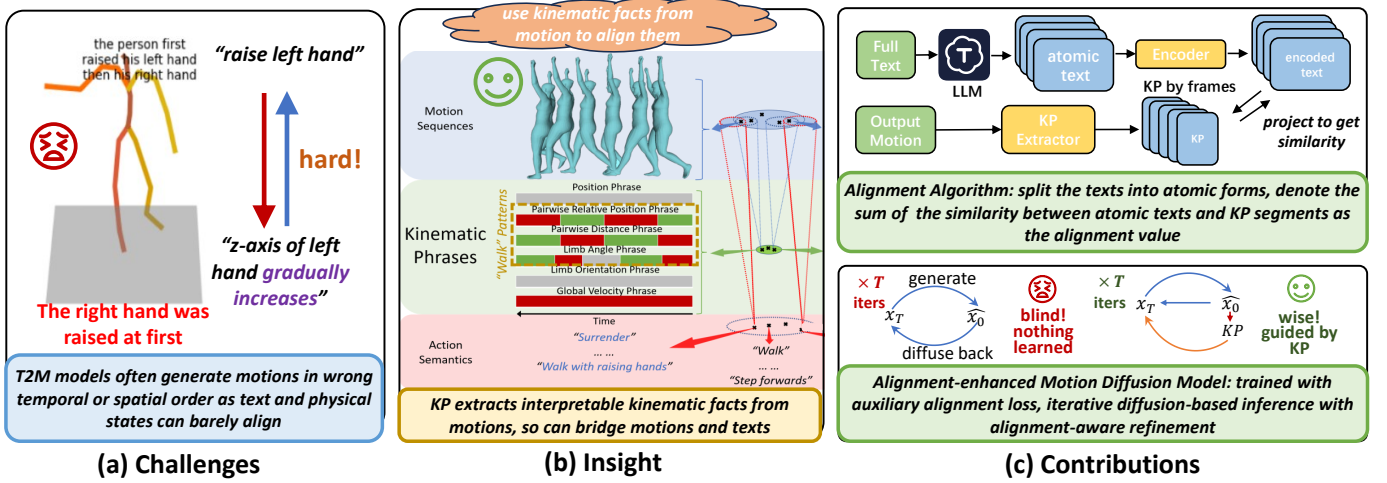 the person first
raised his left hand
then his right hand
“raise left hand”
hard!
“z-axis of left
hand gradually
increases”
The right hand was
raised at first
T2M models often generate motions in wrong
temporal or spatial order as text and physical
states can barely align
(a) Challenges
use kinematic facts from
motion to align them
Motion
Sequences
Kinematic
Phrases
“Walk” Patterns
Position Phrase
Pairwise Relative Position Phrase
Pairwise Distance Phrase
Limb Angle Phrase
Limb Orientation Phrase
Global Velocity Phrase
Time
Action
Semantics
“Surrender”
... ...
“Walk with raising hands”
“Walk”
... ...
“Step forwards”
KP extracts interpretable kinematic facts from
motions, so can bridge motions and texts
(b) Insight
Full
Text
T
LLM
atomic
text
Encoder
encoded
text
Output
Motion
KP
Extractor
KP by frames
KP
project to get
similarity
Alignment Algorithm: split the texts into atomic forms, denote the
sum of the similarity between atomic texts and KP segments as
the alignment value
× T
iters
generate
x_T
x̂_0
diffuse back
blind!
nothing
learned
× T
iters
x_T
x̂_0
KP
wise!
guided by
KP
Alignment-enhanced Motion Diffusion Model: trained with
auxiliary alignment loss, iterative diffusion-based inference with
alignment-aware refinement
(c) Contributions